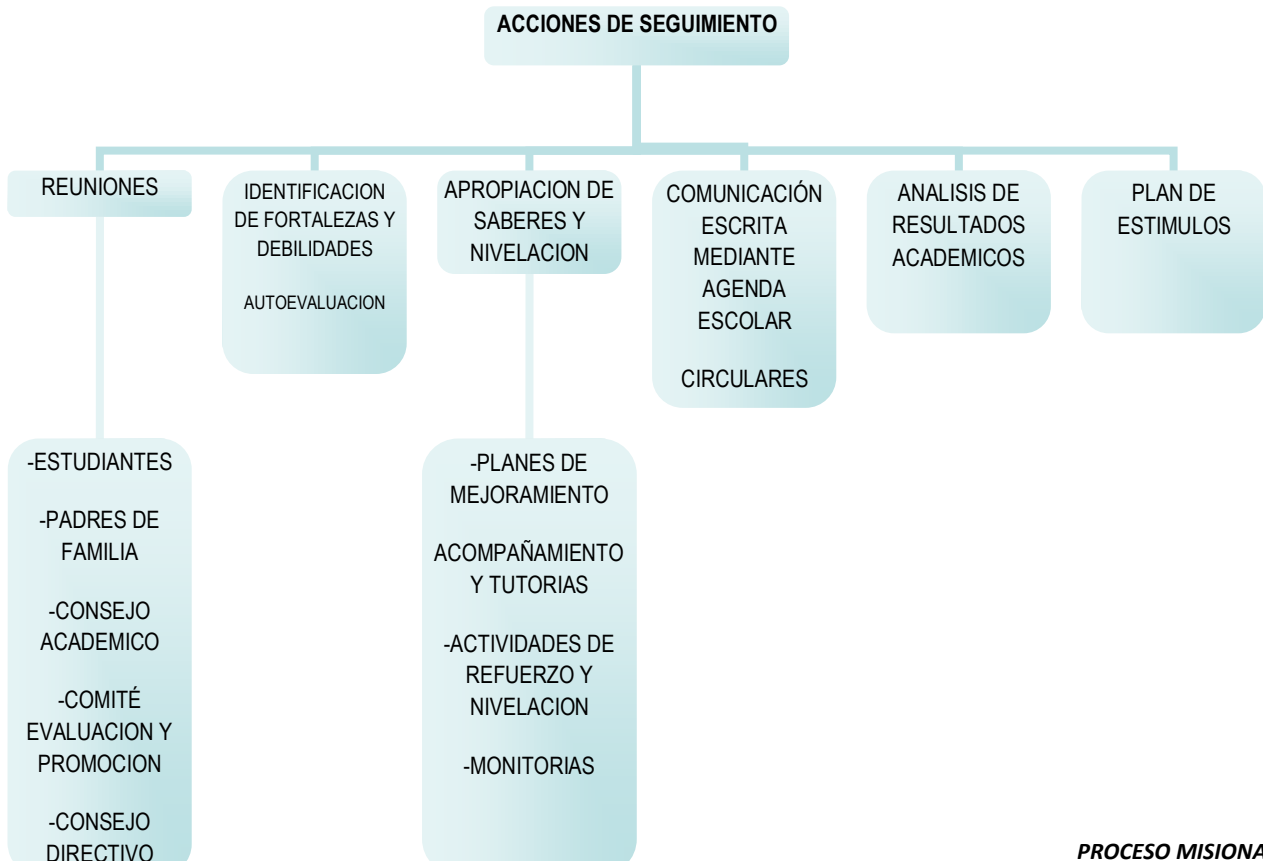 ACCIONES DE SEGUIMIENTO
REUNIONES
IDENTIFICACION
DE FORTALEZAS Y
DEBILIDADES
AUTOEVALUACION
APROPIACION DE
SABERES Y
NIVELACION
COMUNICACIÓN
ESCRITA
MEDIANTE
AGENDA
ESCOLAR
CIRCULARES
ANALISIS DE
RESULTADOS
ACADEMICOS
PLAN DE
ESTIMULOS
-ESTUDIANTES
-PADRES DE
FAMILIA
-CONSEJO
ACADEMICO
-COMITÉ
EVALUACION Y
PROMOCION
-CONSEJO
DIRECTIVO
-PLANES DE
MEJORAMIENTO
ACOMPAÑAMIENTO
Y TUTORIAS
-ACTIVIDADES DE
REFUERZO Y
NIVELACION
-MONITORIAS
PROCESO MISIONA